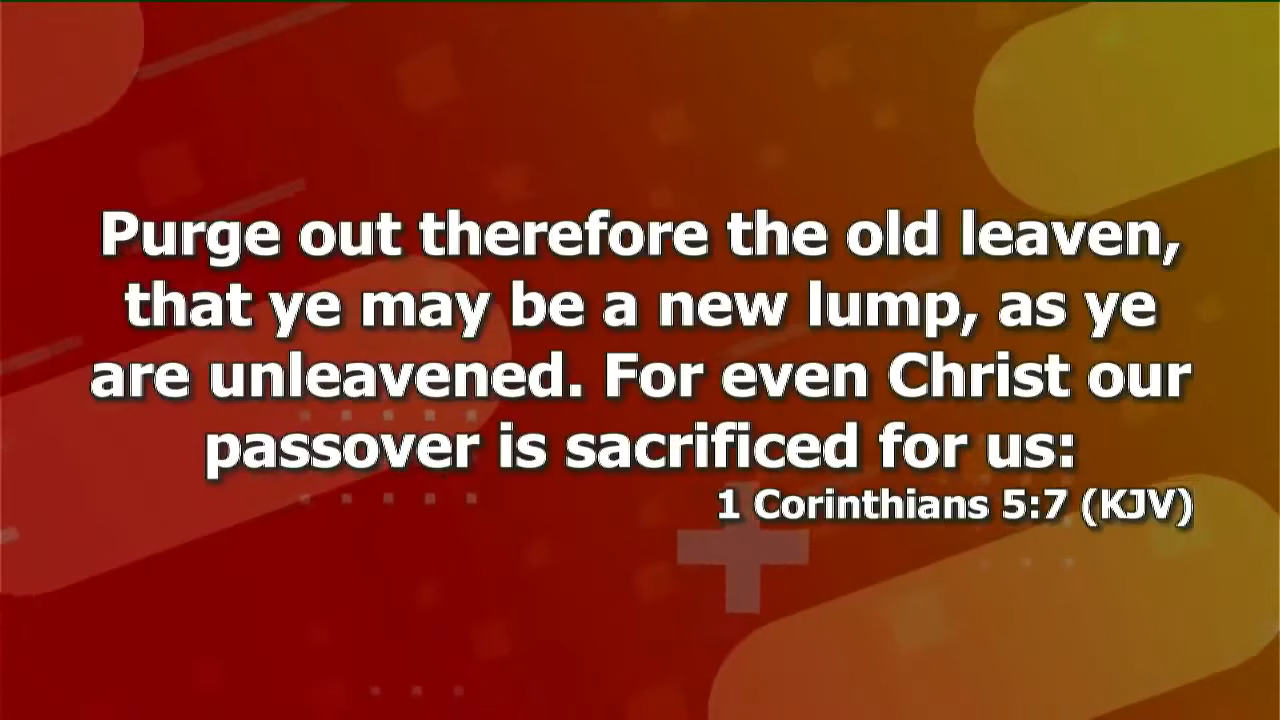 Purge out therefore the old leaven,
that ye may be a new lump, as ye
are unleavened. For even Christ our
passover is sacrificed for us:
1 Corinthians 5:7 (KJV)